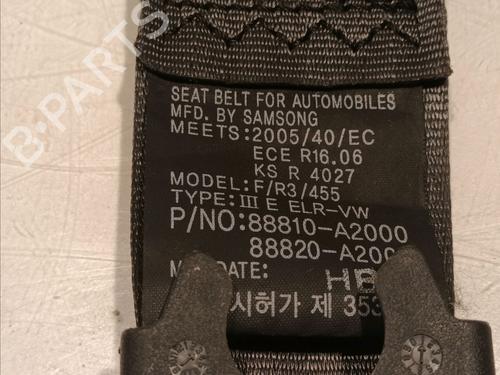 SEAT BELT FOR AUTOMOBILES
MFD. BY SAMSONG
MEETS:2005/40/EC
ECE R16.06
KS R 4027
MODEL:F/R3/455
TYPE:III E ELR-VW
P/NO:88810-A2000
88820-A200
DATE: HB
시허가 제 353
B-PARTS